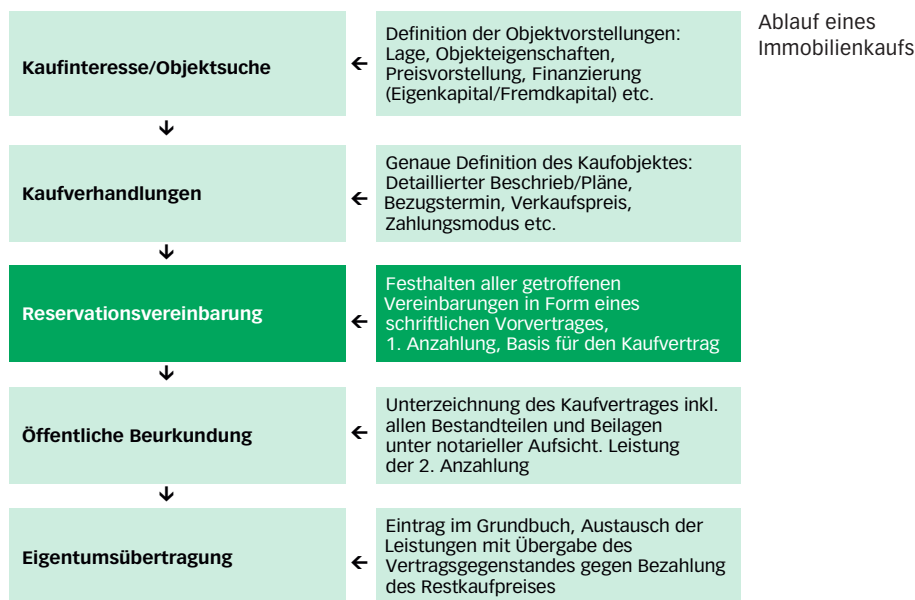 Ablauf eines
Immobilienkaufs
Kaufinteresse/Objektsuche
Definition der Objektvorstellungen:
Lage, Objekteigenschaften,
Preisvorstellung, Finanzierung
(Eigenkapital/Fremdkapital) etc.
Kaufverhandlungen
Genaue Definition des Kaufobjektes:
Detaillierter Beschrieb/Pläne,
Bezugstermin, Verkaufspreis,
Zahlungsmodus etc.
Reservationsvereinbarung
Festhalten aller getroffenen
Vereinbarungen in Form eines
schriftlichen Vorvertrages,
1. Anzahlung, Basis für den Kaufvertrag
Öffentliche Beurkundung
Unterzeichnung des Kaufvertrages inkl.
allen Bestandteilen und Beilagen
unter notarieller Aufsicht. Leistung
der 2. Anzahlung
Eigentumsübertragung
Eintrag im Grundbuch, Austausch der
Leistungen mit Übergabe des
Vertragsgegenstandes gegen Bezahlung
des Restkaufpreises